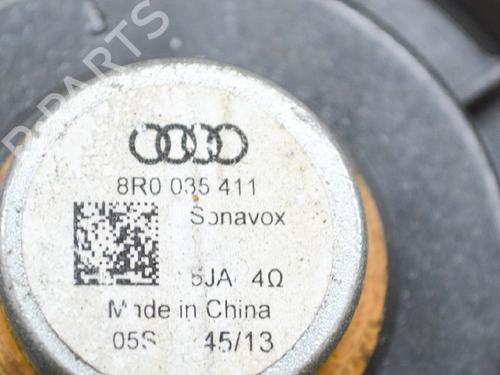 8R0 035 411
Sonavox
5JA 4Ω
Made in China
05S 45/13